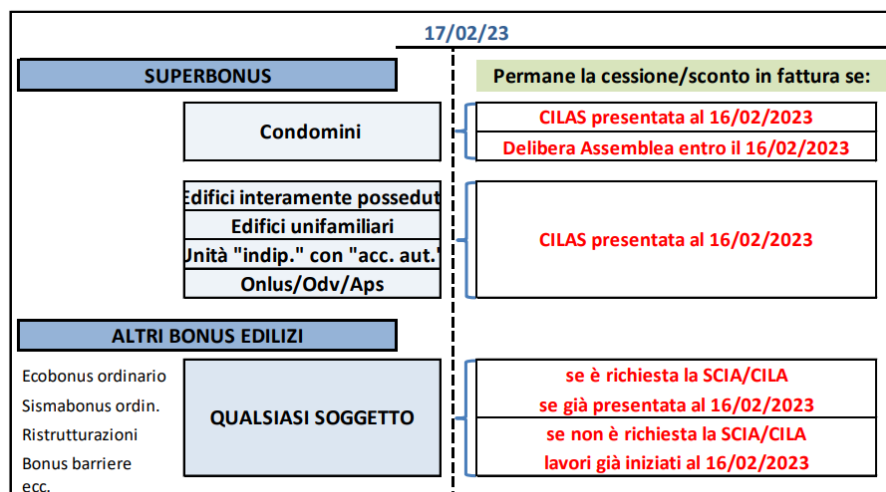 17/02/23
SUPERBONUS
Permane la cessione/sconto in fattura se:
Condomini
CILAS presentata al 16/02/2023
Delibera Assemblea entro il 16/02/2023
Edifici interamente possedut
Edifici unifamiliari
Unità "indip." con "acc. aut."
Onlus/Odv/Aps
CILAS presentata al 16/02/2023
ALTRI BONUS EDILIZI
Ecobonus ordinario
Sismabonus ordin.
Ristrutturazioni
Bonus barriere
ecc.
QUALSIASI SOGGETTO
se è richiesta la SCIA/CILA
se già presentata al 16/02/2023
se non è richiesta la SCIA/CILA
lavori già iniziati al 16/02/2023